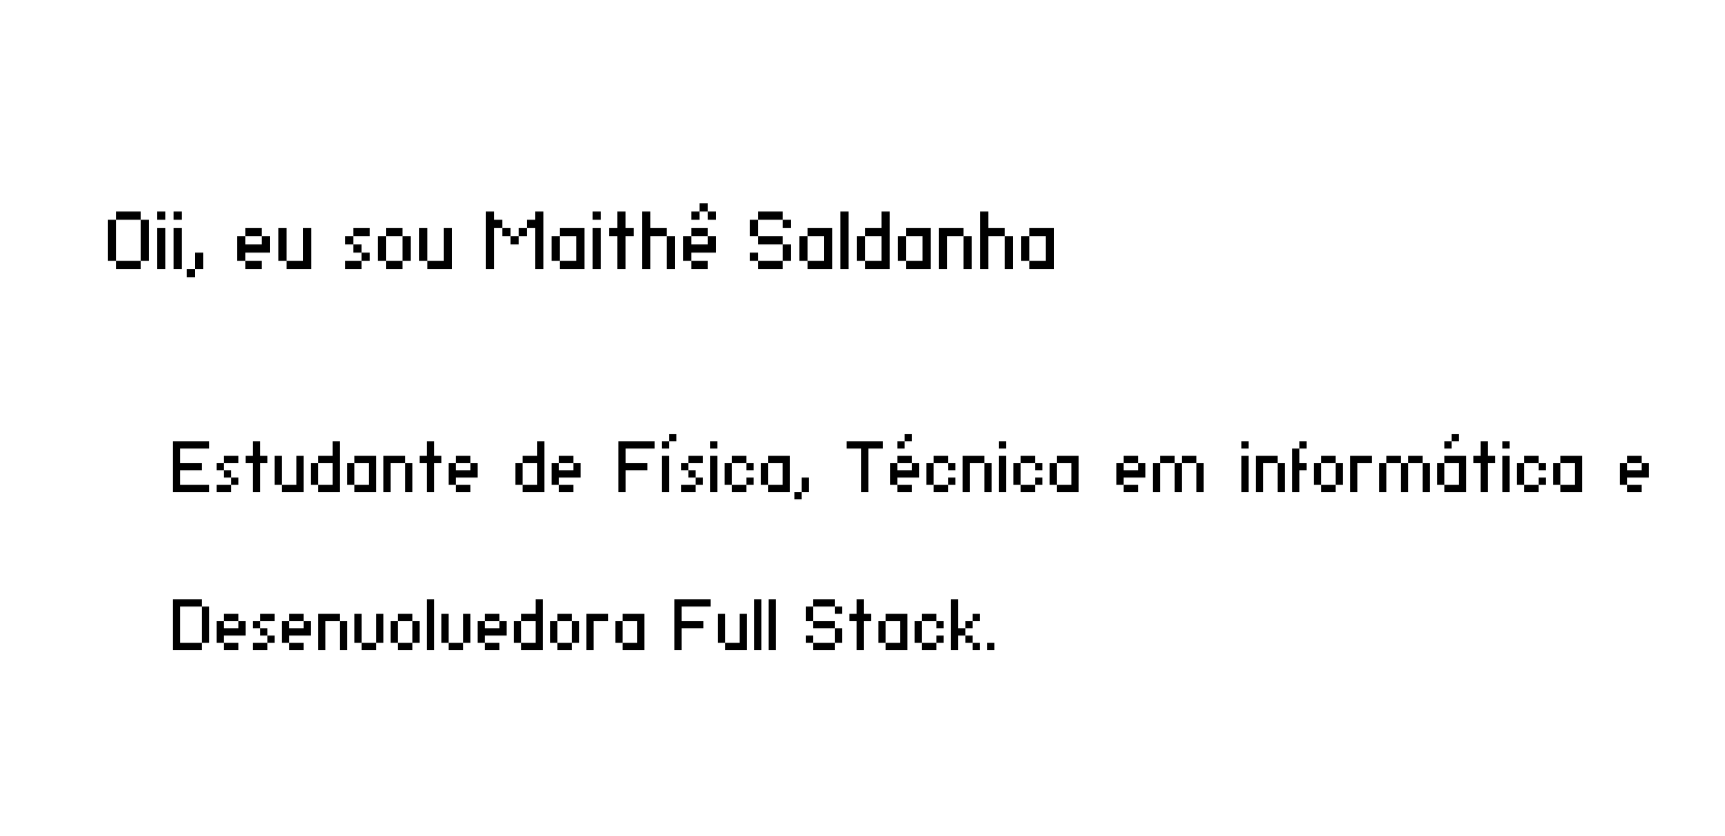 Oii, eu sou Maithê Saldanha
Estudante de Física, Técnica em informática e
Desenvolvedora Full Stack.